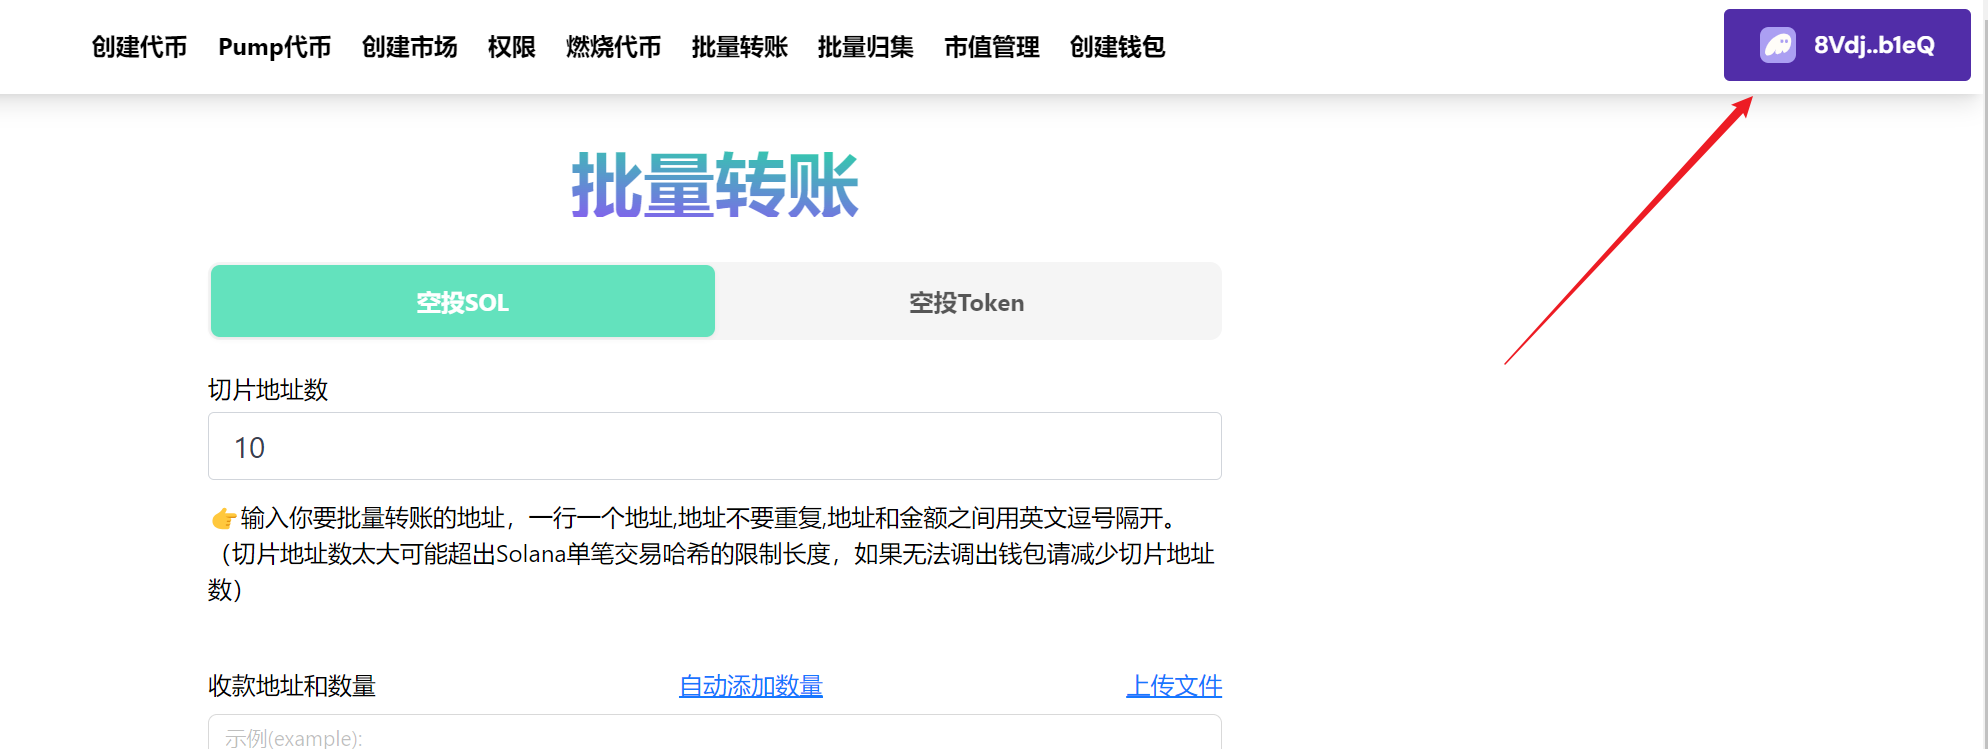 创建代币 Pump代币 创建市场 权限 燃烧代币 批量转账 批量归集 市值管理 创建钱包 8Vdj..b1eQ
批量转账
空投SOL 空投Token
切片地址数
10
👉输入你要批量转账的地址，一行一个地址,地址不要重复,地址和金额之间用英文逗号隔开。
（切片地址数太大可能超出Solana单笔交易哈希的限制长度，如果无法调出钱包请减少切片地址
数）
收款地址和数量 自动添加数量 上传文件
示例(example):